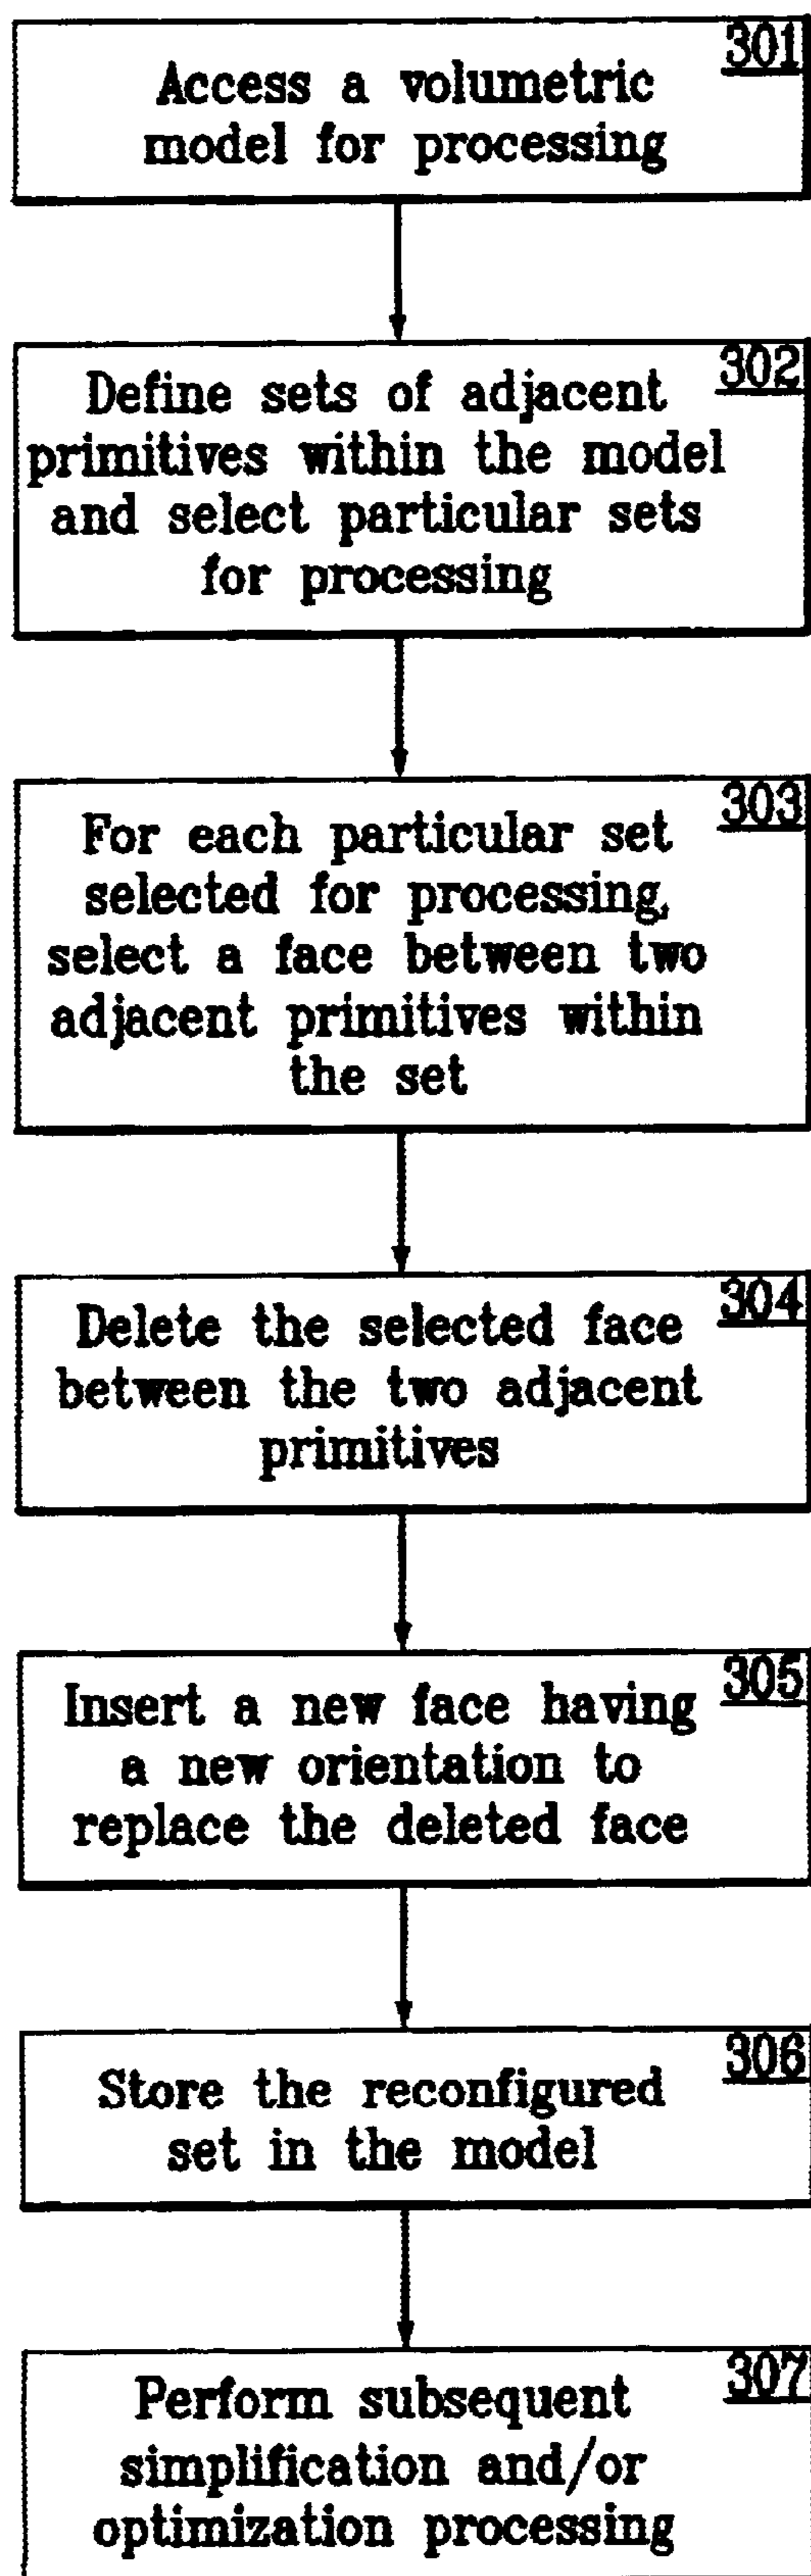 301
Access a volumetric
model for processing
302
Define sets of adjacent
primitives within the model
and select particular sets
for processing
303
For each particular set
selected for processing,
select a face between two
adjacent primitives within
the set
304
Delete the selected face
between the two adjacent
primitives
305
Insert a new face having
a new orientation to
replace the deleted face
306
Store the reconfigured
set in the model
307
Perform subsequent
simplification and/or
optimization processing